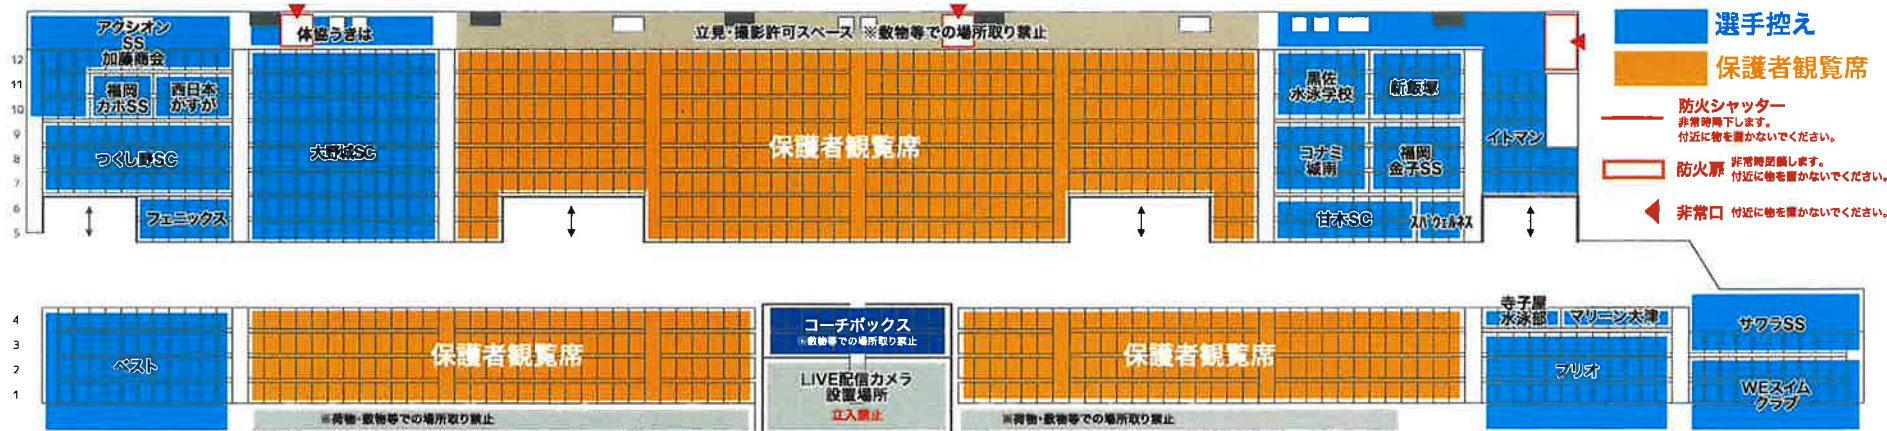 アクシオン
SS
加藤商会
体協うきは
立見・撮影許可スペース ※敷物等での場所取り禁止
選手控え
保護者観覧席
防火シャッター
非常時降下します。
付近に物を置かないでください。
防火扉 非常時閉鎖します。
付近に物を置かないでください。
非常口 付近に物を置かないでください。
12
11
10
9
8
7
6
5
福岡
カホSS
西日本
かすが
つくし野SC
フェニックス
大野城SC
保護者観覧席
黒佐
水泳学校
新飯塚
コナミ
城南
福岡
金子SS
甘木SC
スパウェルネス
イトマン
4
3
2
1
ベスト
保護者観覧席
コーチボックス
※敷物等での場所取り禁止
LIVE配信カメラ
設置場所
立入禁止
保護者観覧席
寺子屋
水泳部
マリーン大津
ブリオ
サワラSS
WEスイム
クラブ
※荷物・敷物等での場所取り禁止
※荷物・敷物等での場所取り禁止